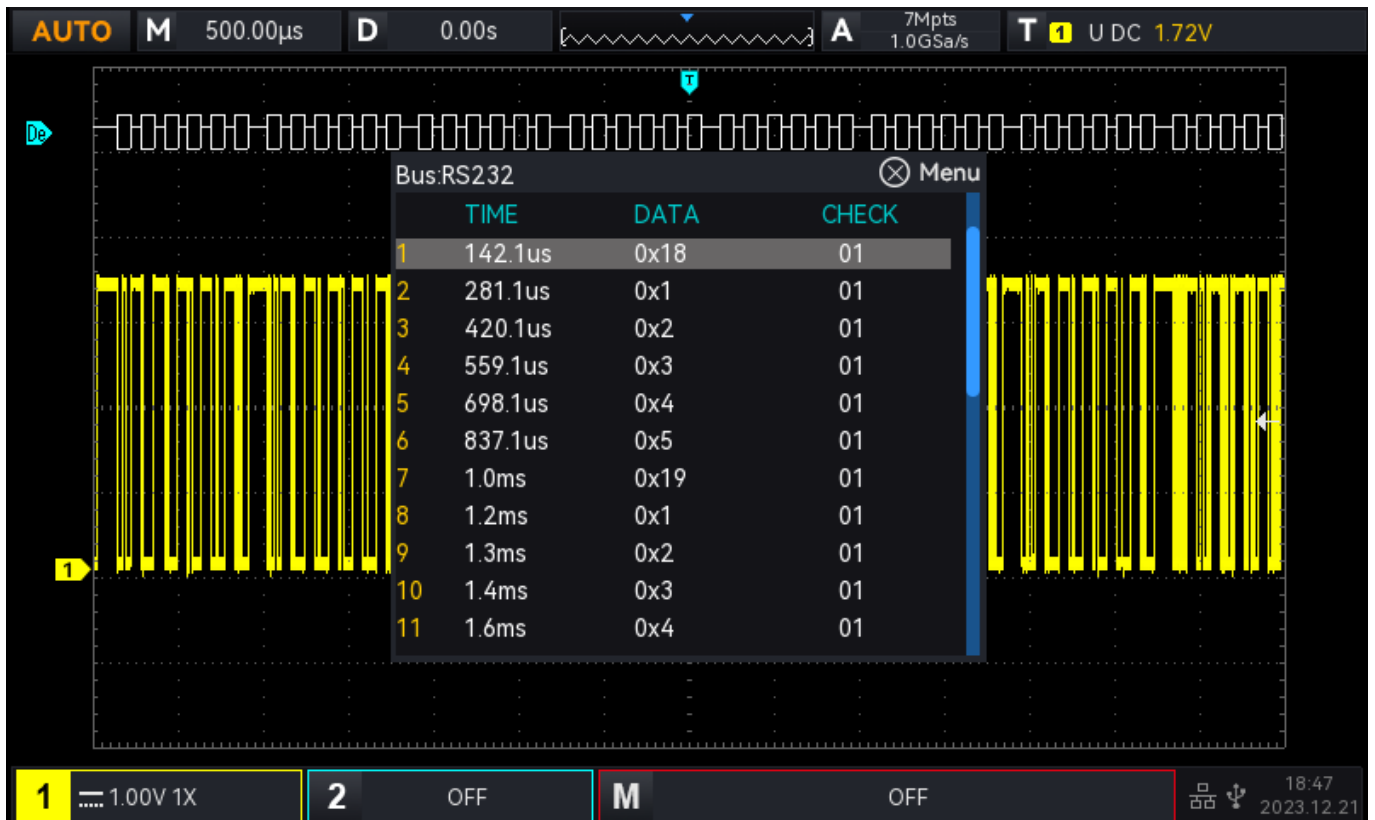 AUTO M 500.00μs D 0.00s A 7Mpts 1.0GSa/s T 1 U DC 1.72V
T
De
Bus:RS232 Menu
TIME DATA CHECK
1 142.1us 0x18 01
2 281.1us 0x1 01
3 420.1us 0x2 01
4 559.1us 0x3 01
5 698.1us 0x4 01
6 837.1us 0x5 01
7 1.0ms 0x19 01
8 1.2ms 0x1 01
9 1.3ms 0x2 01
10 1.4ms 0x3 01
11 1.6ms 0x4 01
1
1 1.00V 1X 2 OFF M OFF 18:47
2023.12.21